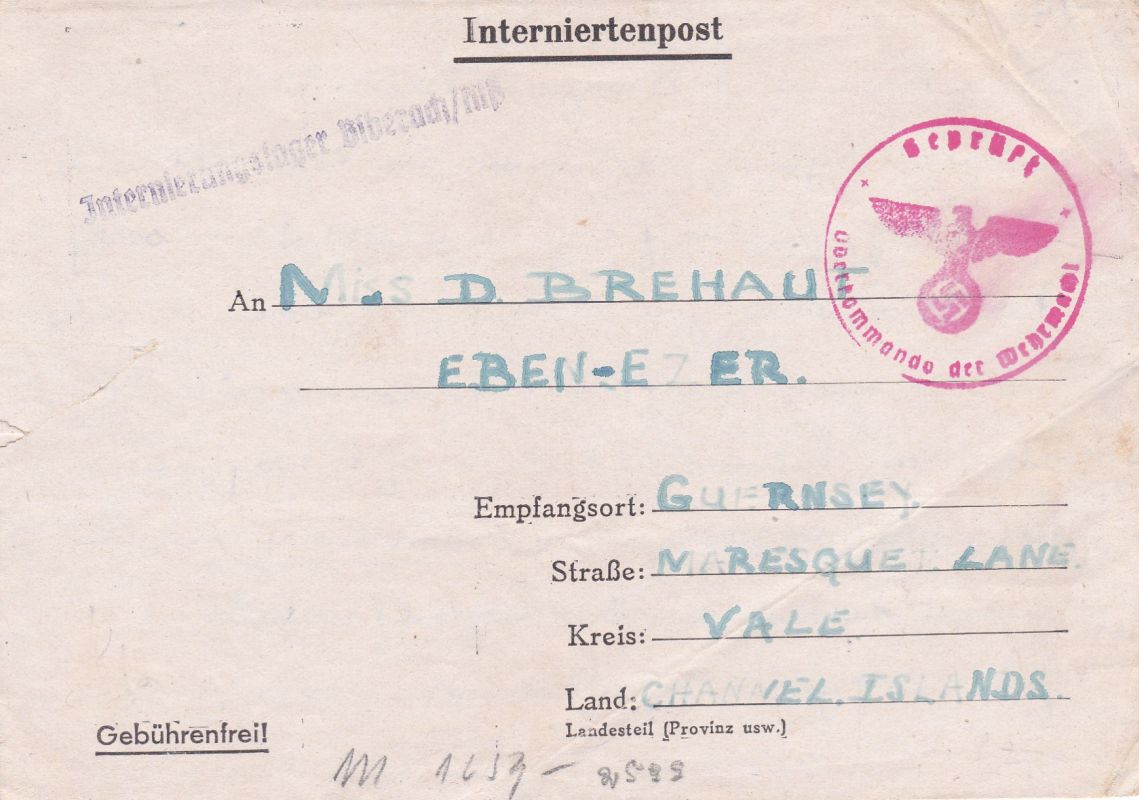 Interniertenpost
Internierungslager Biberach/Riß
Geprüft
Oberkommando der Wehrmacht
An Miss D. BREHAUT
EBEN-EZER.
Empfangsort: GUERNSEY
Straße: MARESQUET. LANE.
Kreis: VALE.
Land: CHANNEL. ISLANDS.
Landesteil (Provinz usw.)
Gebührenfrei!